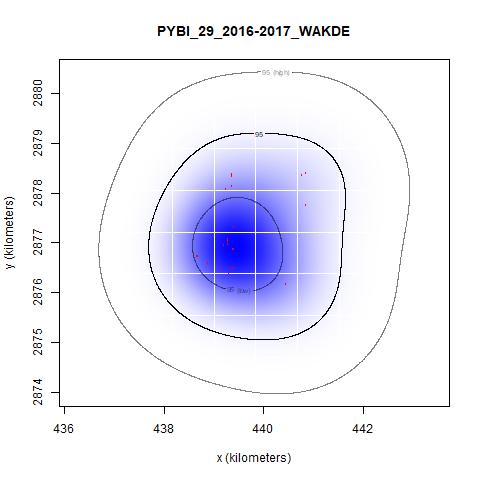 PYBI_29_2016-2017_WAKDE
95 (high)
95
95 (low)
2880
2879
2878
2877
2876
2875
2874
436 438 440 442
x (kilometers)
y (kilometers)